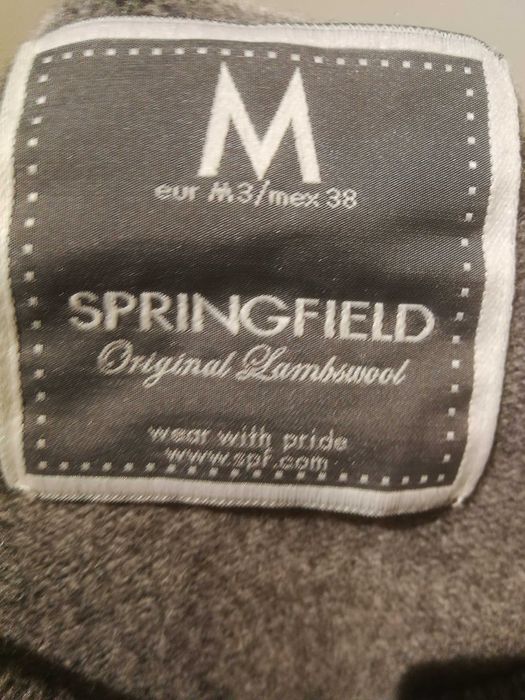 M
eur M3/mex 38
SPRINGFIELD
Original Lambswool
wear with pride
www.spf.com